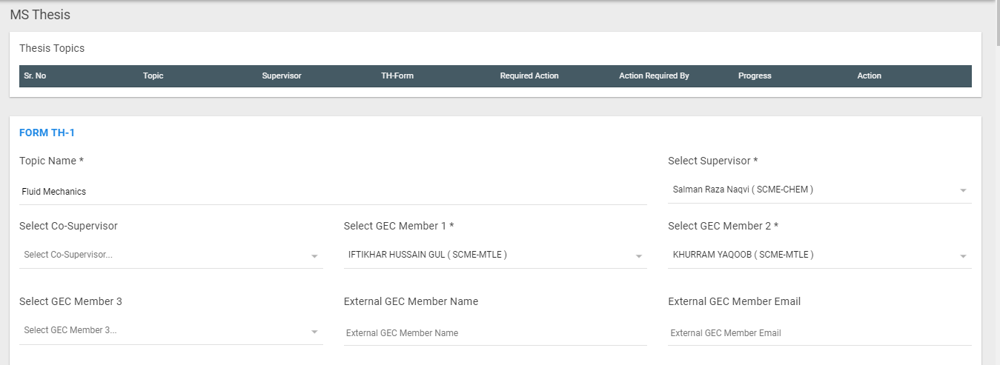 MS Thesis
Thesis Topics
Sr. No Topic Supervisor TH-Form Required Action Action Required By Progress Action
FORM TH-1
Topic Name * Select Supervisor *
Fluid Mechanics Salman Raza Naqvi ( SCME-CHEM )
Select Co-Supervisor Select GEC Member 1 * Select GEC Member 2 *
Select Co-Supervisor... IFTIKHAR HUSSAIN GUL ( SCME-MTLE ) KHURRAM YAQOOB ( SCME-MTLE )
Select GEC Member 3 External GEC Member Name External GEC Member Email
Select GEC Member 3... External GEC Member Name External GEC Member Email